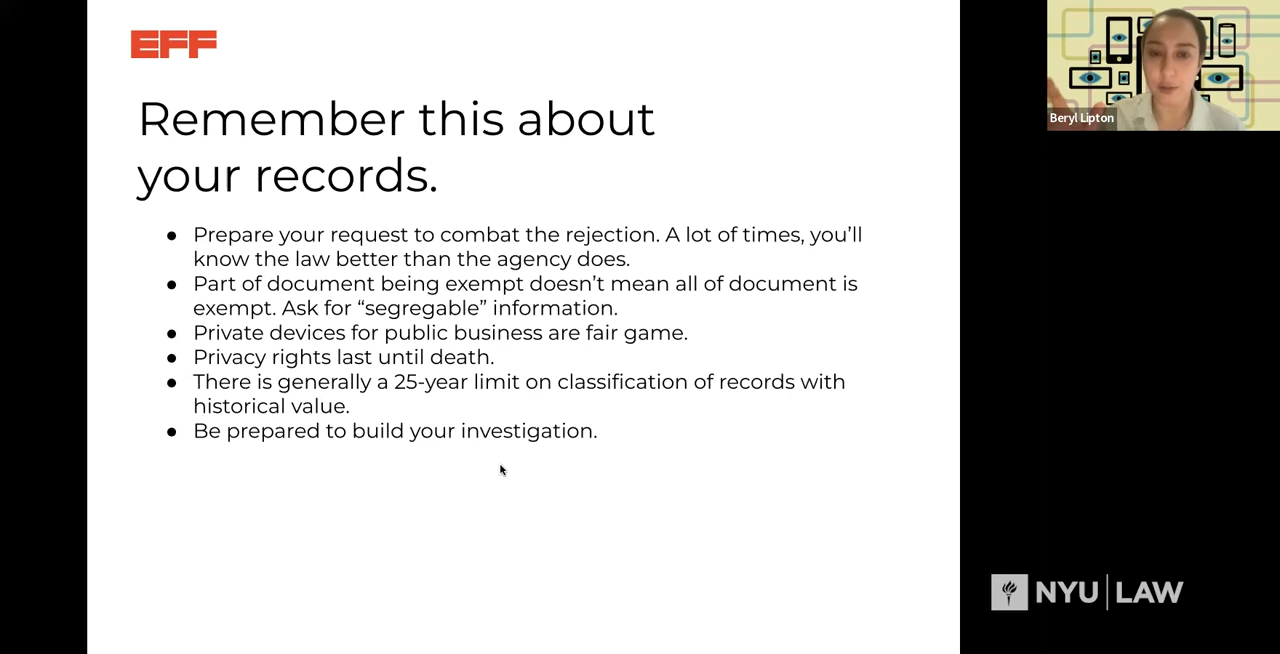 EFF
Remember this about
your records.
● Prepare your request to combat the rejection. A lot of times, you’ll
know the law better than the agency does.
● Part of document being exempt doesn’t mean all of document is
exempt. Ask for “segregable” information.
● Private devices for public business are fair game.
● Privacy rights last until death.
● There is generally a 25-year limit on classification of records with
historical value.
● Be prepared to build your investigation.
Beryl Lipton
NYU | LAW